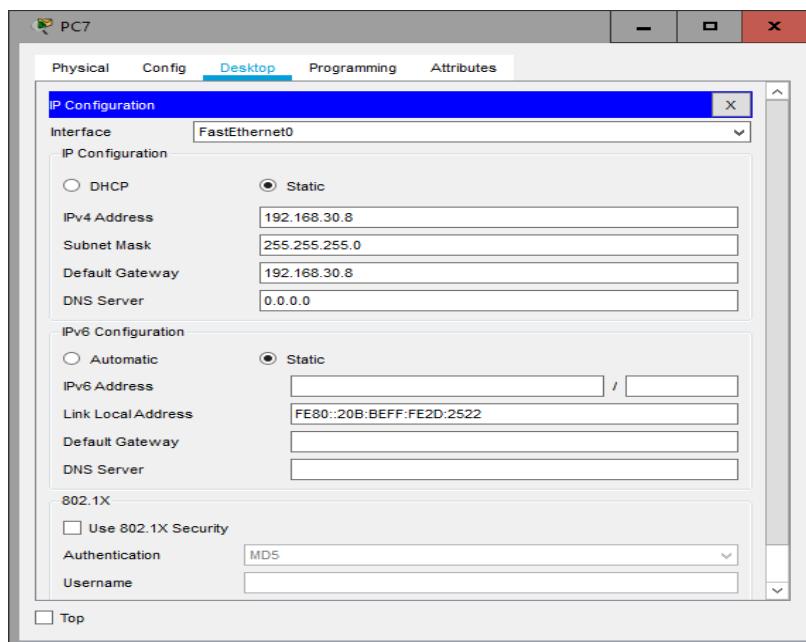 PC7
Physical Config Desktop Programming Attributes
IP Configuration X
Interface FastEthernet0
IP Configuration
DHCP Static
IPv4 Address 192.168.30.8
Subnet Mask 255.255.255.0
Default Gateway 192.168.30.8
DNS Server 0.0.0.0
IPv6 Configuration
Automatic Static
IPv6 Address /
Link Local Address FE80::20B:BEFF:FE2D:2522
Default Gateway
DNS Server
802.1X
Use 802.1X Security
Authentication MD5
Username
Top